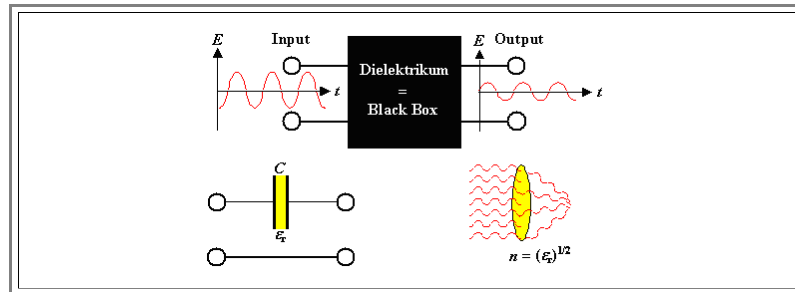 E Input E Output
Dielektrikum
=
Black Box
t t
C
εr
n = (εr)1/2